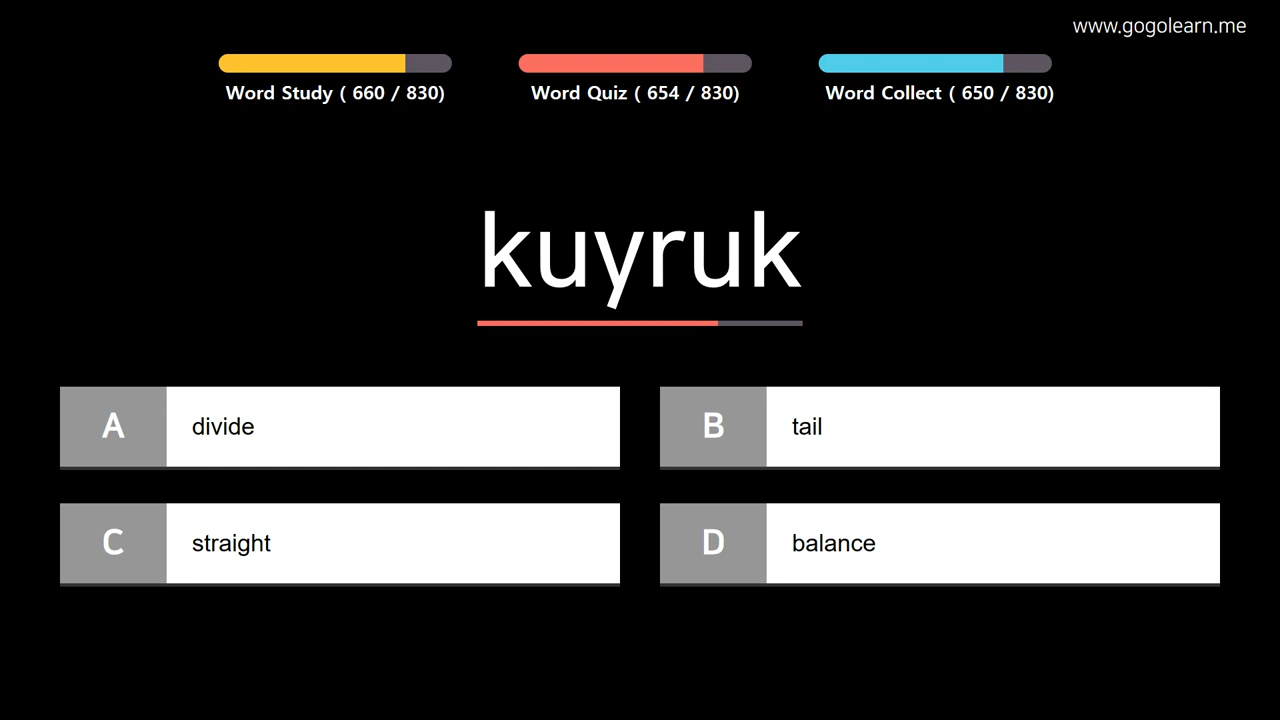 www.gogolearn.me
Word Study ( 660 / 830)
Word Quiz ( 654 / 830)
Word Collect ( 650 / 830)
kuyruk
A divide
B tail
C straight
D balance